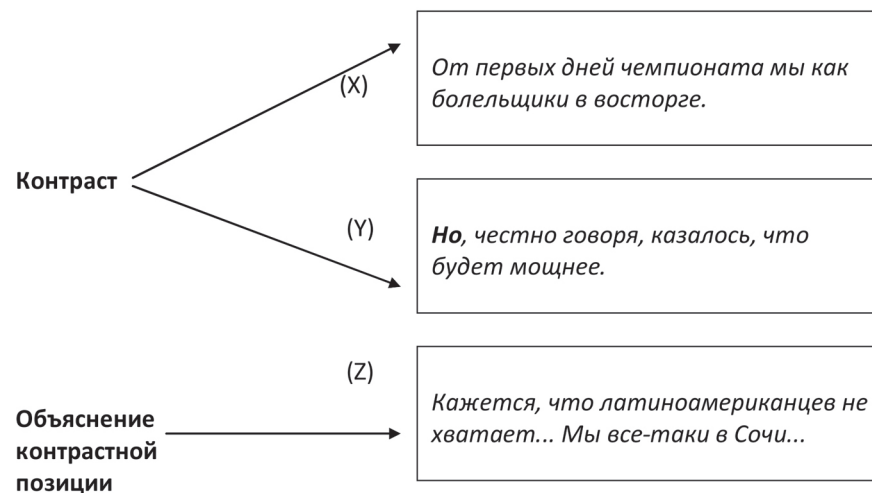 (X)
От первых дней чемпионата мы как
болельщики в восторге.
Контраст
(Y)
Но, честно говоря, казалось, что
будет мощнее.
(Z)
Объяснение
контрастной
позиции
Кажется, что латиноамериканцев не
хватает... Мы все-таки в Сочи...